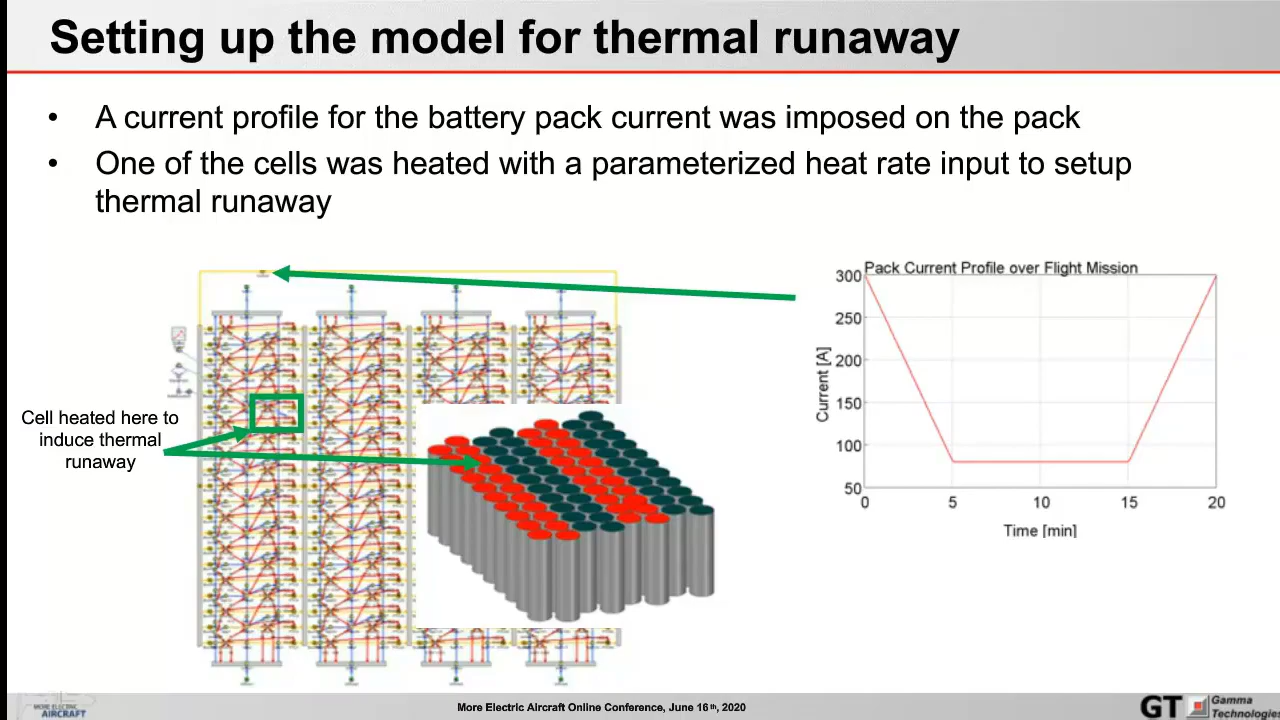 Setting up the model for thermal runaway
• A current profile for the battery pack current was imposed on the pack
• One of the cells was heated with a parameterized heat rate input to setup
thermal runaway
Cell heated here to
induce thermal
runaway
Pack Current Profile over Flight Mission
300
250
200
150
100
50
Current [A]
0 5 10 15 20
Time [min]
MORE ELECTRIC
AIRCRAFT
More Electric Aircraft Online Conference, June 16th, 2020
GT
Gamma
Technologies